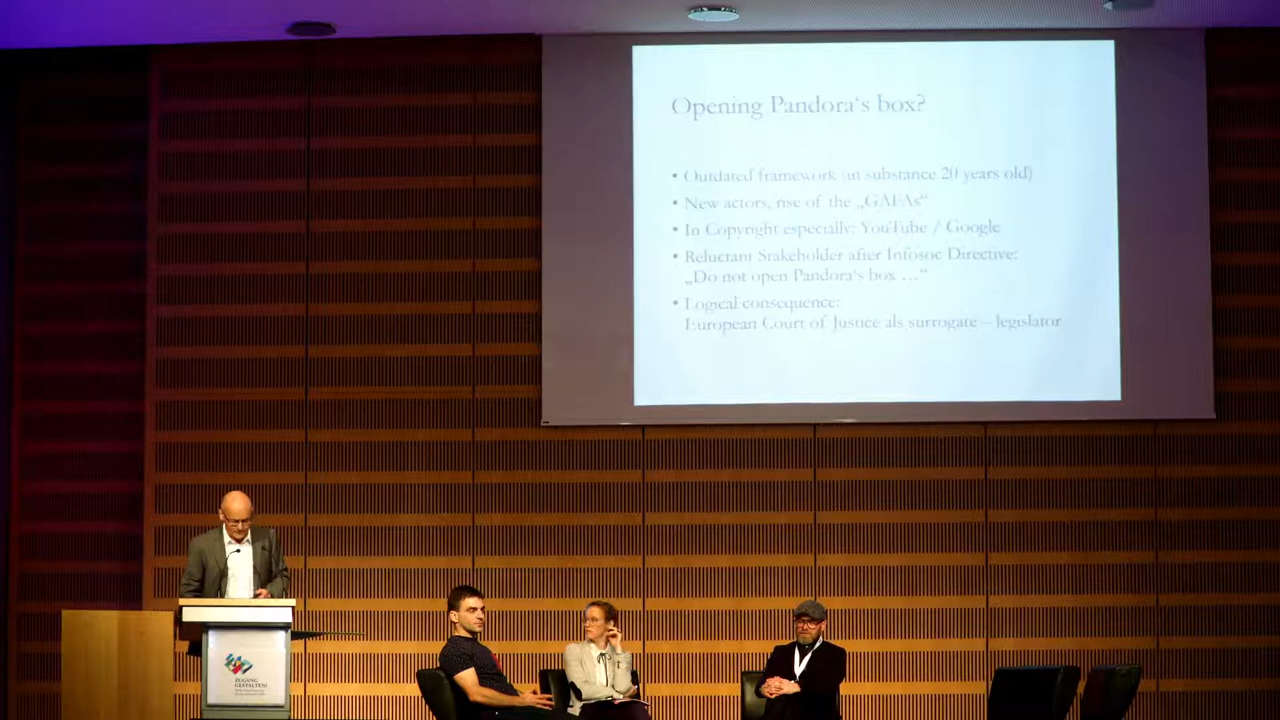 Opening Pandora‘s box?
• Outdated framework (in substance 20 years old)
• New actors, rise of the „GAFAs“
• In Copyright especially: YouTube / Google
• Reluctant Stakeholder after Infosoc Directive:
„Do not open Pandora‘s box …“
• Logical consequence:
European Court of Justice als surrogate – legislator
ZUGANG
GESTALTEN!